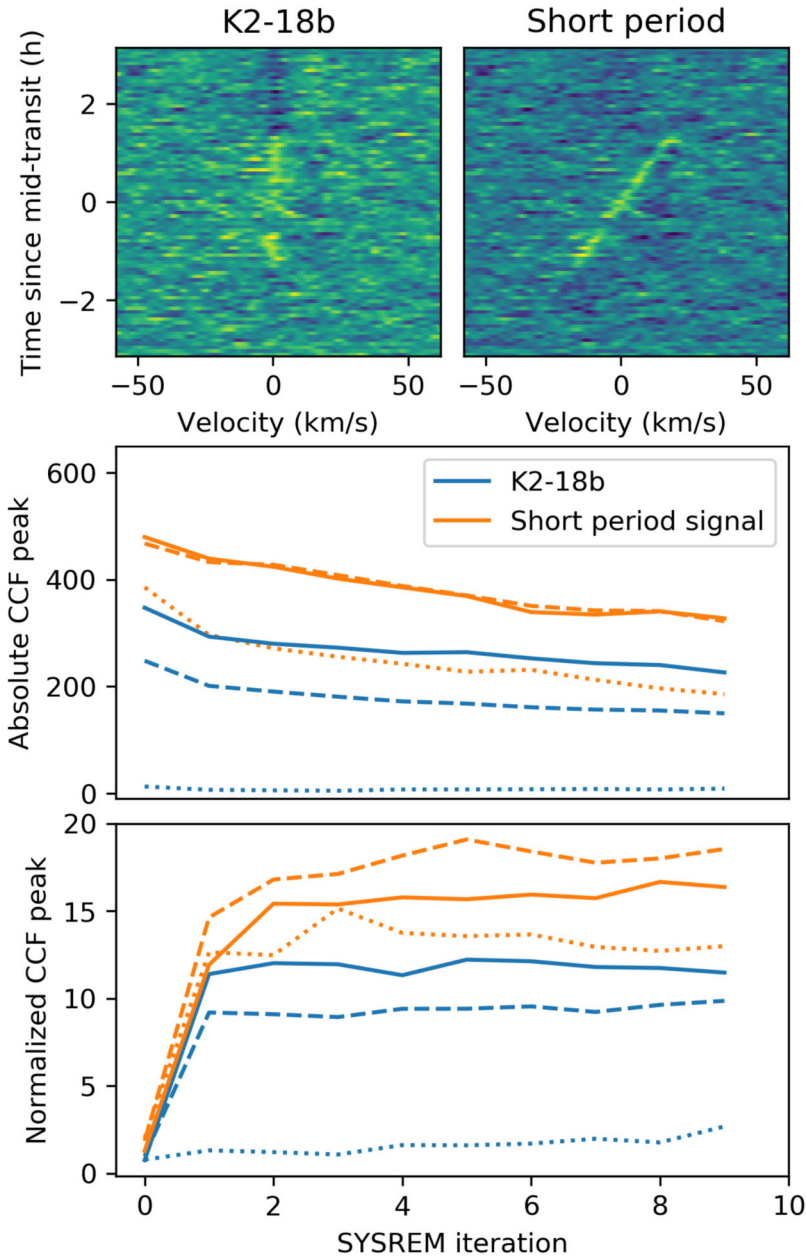 K2-18b
Short period
Time since mid-transit (h)
2
0
−2
−50
0
50
−50
0
50
Velocity (km/s)
Velocity (km/s)
Absolute CCF peak
600
400
200
0
K2-18b
Short period signal
Normalized CCF peak
20
15
10
5
0
0
2
4
6
8
10
SYSREM iteration